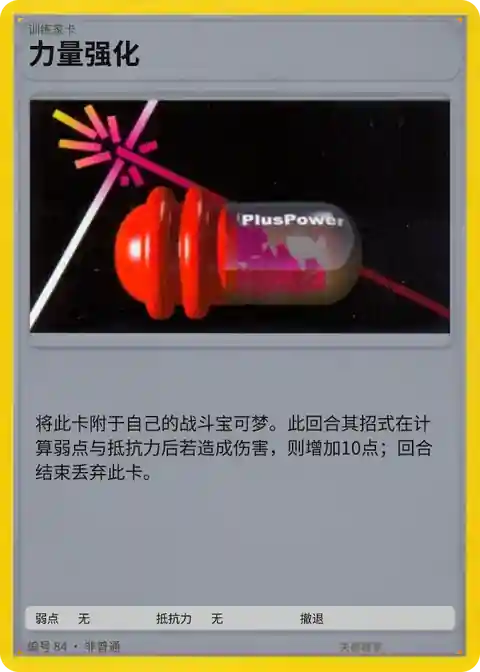 训练家卡
力量强化
PlusPower
将此卡附于自己的战斗宝可梦。此回合其招式在计
算弱点与抵抗力后若造成伤害，则增加10点；回合
结束丢弃此卡。
弱点 无 抵抗力 无 撤退
编号 84 · 非普通